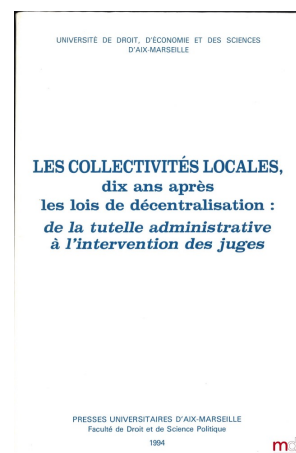 UNIVERSITÉ DE DROIT, D'ÉCONOMIE ET DES SCIENCES
D'AIX-MARSEILLE
LES COLLECTIVITÉS LOCALES,
dix ans après
les lois de décentralisation :
de la tutelle administrative
à l'intervention des juges
PRESSES UNIVERSITAIRES D'AIX-MARSEILLE
Faculté de Droit et de Science Politique
1994